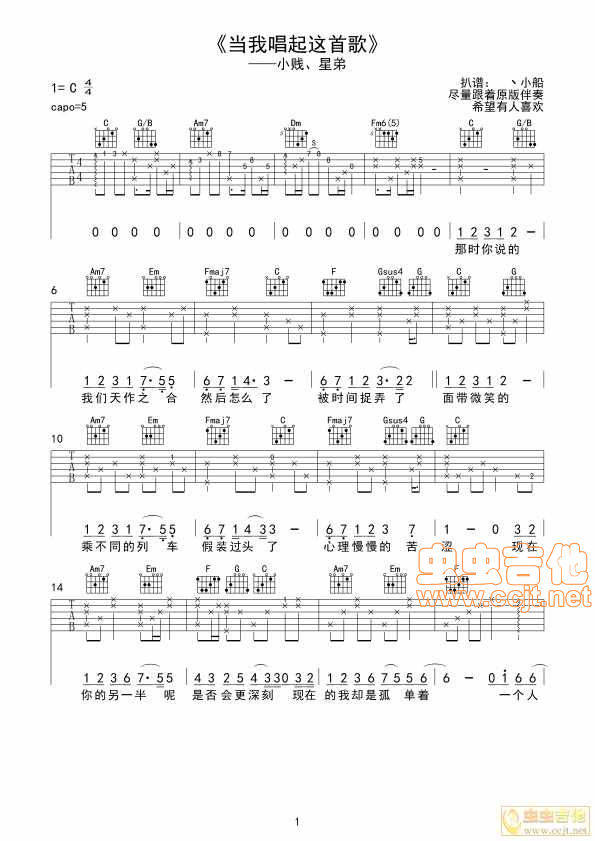 《当我唱起这首歌》
——小贱、星弟
1= C 4/4
capo=5
扒谱: 丶小船
尽量跟着原版伴奏
希望有人喜欢
C G/B Am7 Dm Fm6(5) C G/B
0 0 0 0 0 0 0 0 0 0 0 0 1 2 3 1 2 —
那时你说的
6
Am7 Em Fmaj7 C F Gsus4 G C G
1 2 3 1 7· 5 5 6 7 1 4· 3 — 6 7 1 2 3· 2 2 1 2 3 1 2 —
我们天作之 合 然后怎么了 被时间捉弄了 面带微笑的
10
Am7 Em Fmaj7 C Fmaj7 Gsus4 G C
1 2 3 1 7· 5 5 6 7 1 4 3 3 — 6 7 1 2 3 7 1 — 0 5 5
乘不同的列 车 假装过头 了 心理慢慢的 苦 涩 现在
虫虫吉他
www.ccjt.net
14
Am7 Em F Em G C Am7 Em F
1 2 3 6 7· 5 5 4 3 2 3 4 3 3 0 3 2 1 2 3 6 7 5 5 6 — 0 1 6 6
你的另一半 呢 是否会更深刻 现在 的我却是孤 单着 一个人
1
虫虫吉他
www.ccjt.net